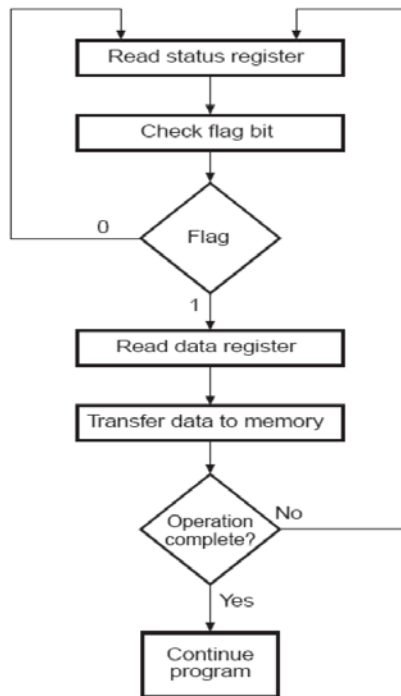 Read status register
Check flag bit
Flag
0
1
Read data register
Transfer data to memory
Operation
complete?
No
Yes
Continue
program